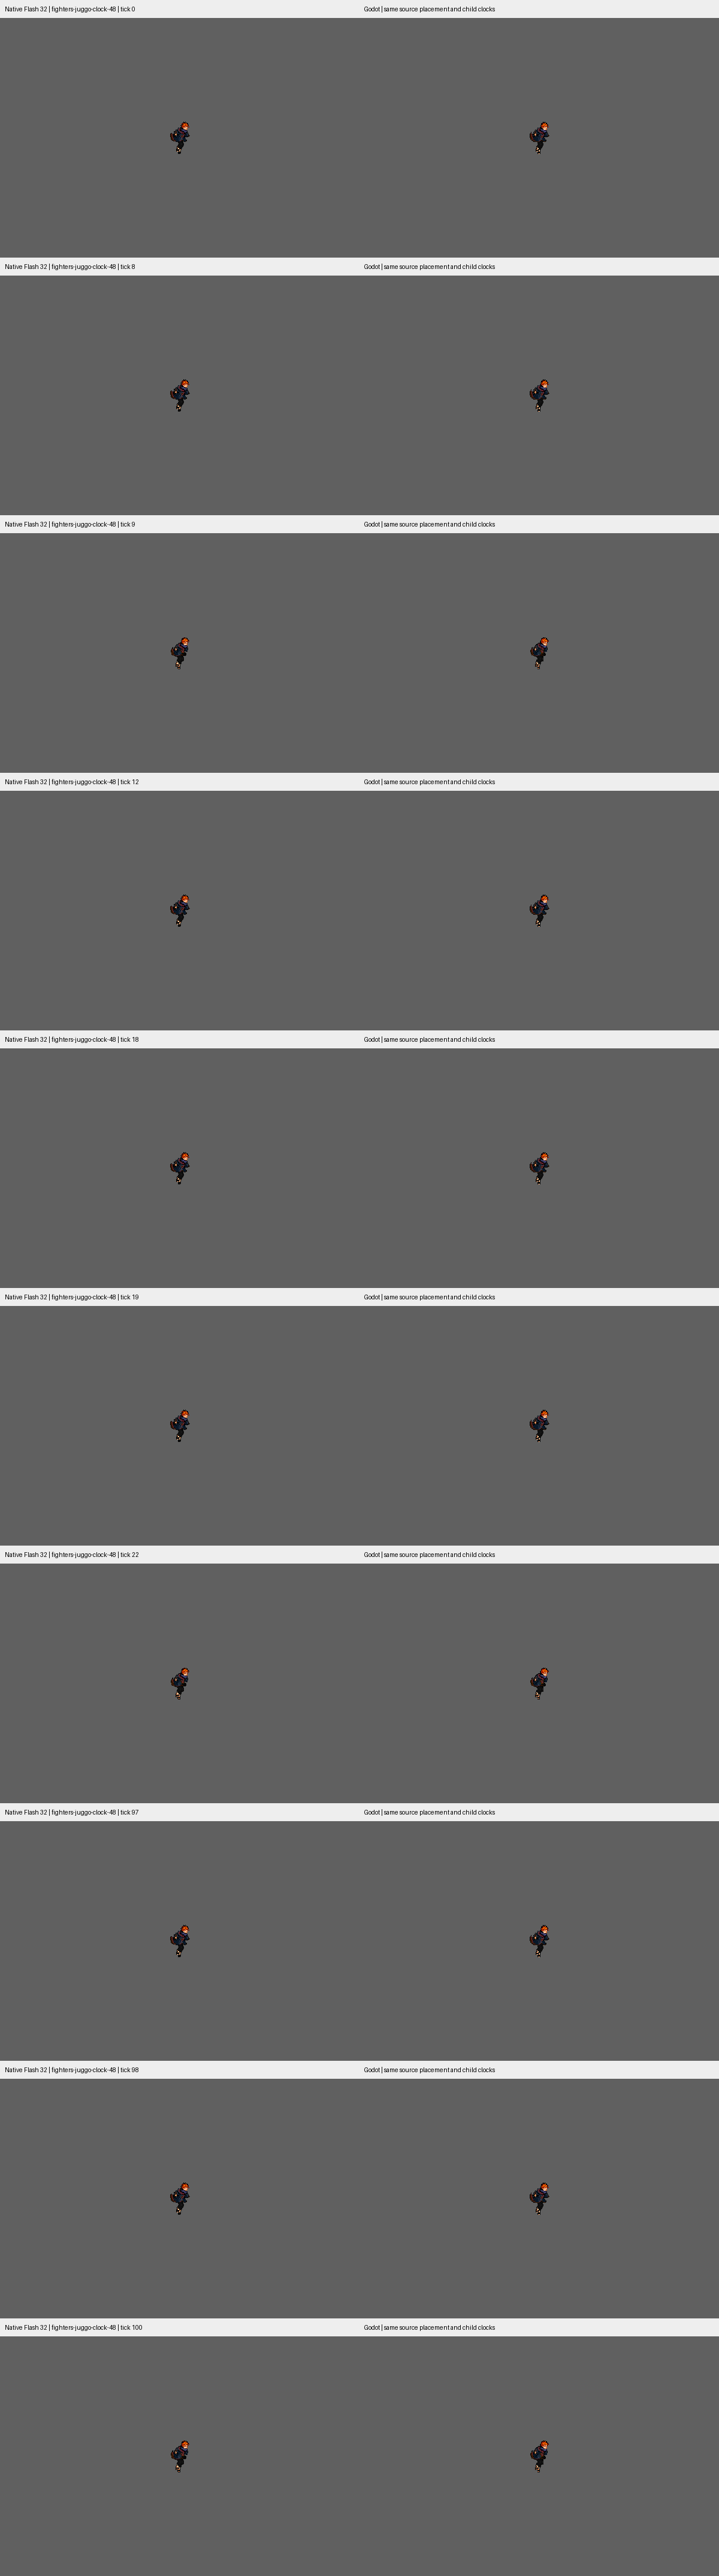 Native Flash 32 | fighters-juggo-clock-48 | tick 0
Godot | same source placement and child clocks
Native Flash 32 | fighters-juggo-clock-48 | tick 8
Godot | same source placement and child clocks
Native Flash 32 | fighters-juggo-clock-48 | tick 9
Godot | same source placement and child clocks
Native Flash 32 | fighters-juggo-clock-48 | tick 12
Godot | same source placement and child clocks
Native Flash 32 | fighters-juggo-clock-48 | tick 18
Godot | same source placement and child clocks
Native Flash 32 | fighters-juggo-clock-48 | tick 19
Godot | same source placement and child clocks
Native Flash 32 | fighters-juggo-clock-48 | tick 22
Godot | same source placement and child clocks
Native Flash 32 | fighters-juggo-clock-48 | tick 97
Godot | same source placement and child clocks
Native Flash 32 | fighters-juggo-clock-48 | tick 98
Godot | same source placement and child clocks
Native Flash 32 | fighters-juggo-clock-48 | tick 100
Godot | same source placement and child clocks